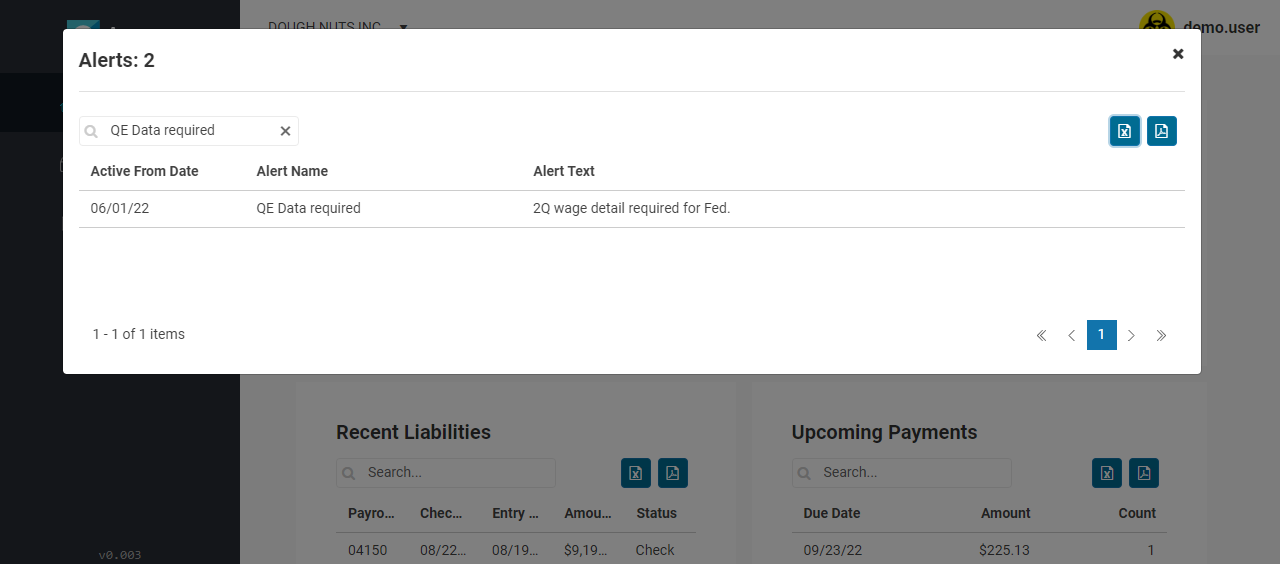 DOUGH NUTS INC
demo.user
Alerts: 2
QE Data required
Active From Date Alert Name Alert Text
06/01/22 QE Data required 2Q wage detail required for Fed.
1 - 1 of 1 items
1
Recent Liabilities
Search...
Payro... Chec... Entry ... Amou... Status
04150 08/22... 08/19... $9,19... Check
Upcoming Payments
Search...
Due Date Amount Count
09/23/22 $225.13 1
v0.003